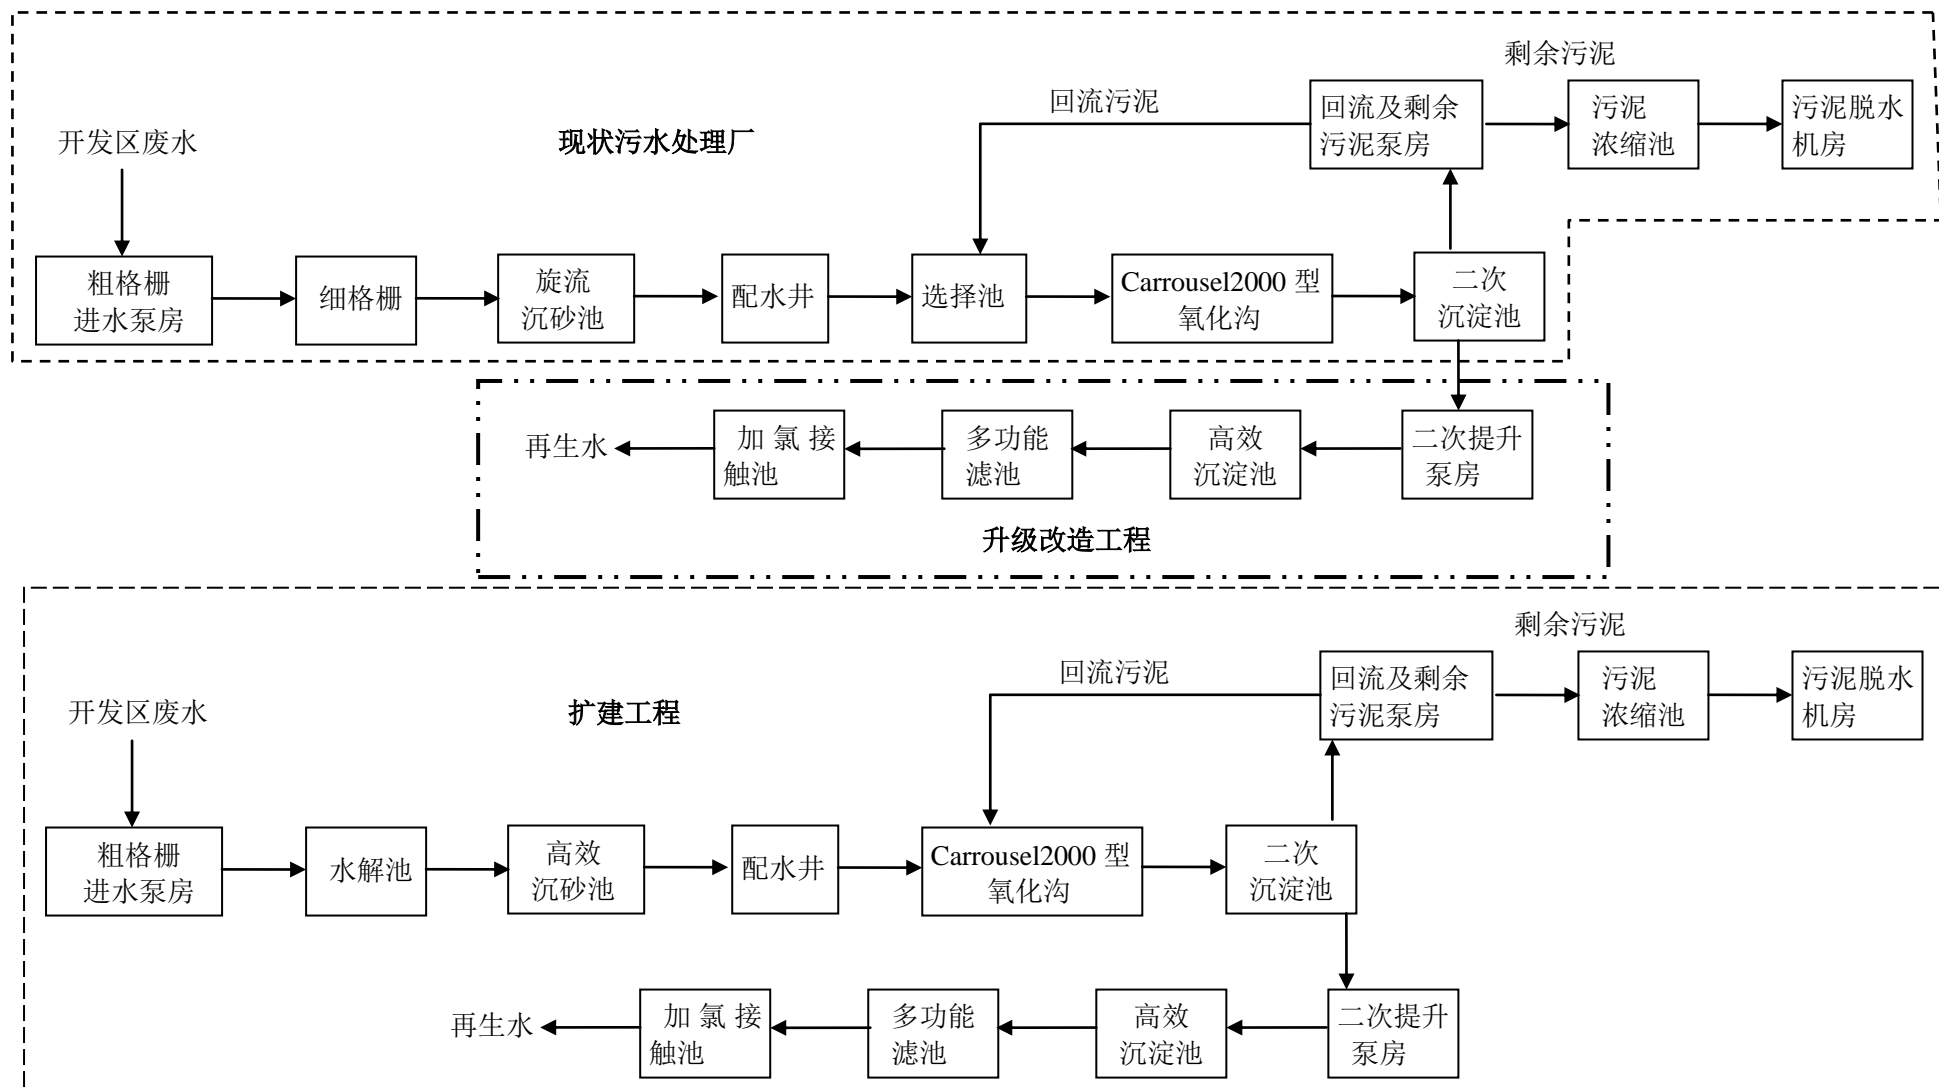 剩余污泥
回流污泥
回流及剩余
污泥泵房
污泥
浓缩池
污泥脱水
机房
开发区废水
现状污水处理厂
粗格栅
进水泵房
细格栅
旋流
沉砂池
配水井
选择池
Carrousel2000 型
氧化沟
二次
沉淀池
再生水
加 氯 接
触池
多功能
滤池
高效
沉淀池
二次提升
泵房
升级改造工程
剩余污泥
回流污泥
回流及剩余
污泥泵房
污泥
浓缩池
污泥脱水
机房
开发区废水
扩建工程
粗格栅
进水泵房
水解池
高效
沉砂池
配水井
Carrousel2000 型
氧化沟
二次
沉淀池
再生水
加 氯 接
触池
多功能
滤池
高效
沉淀池
二次提升
泵房